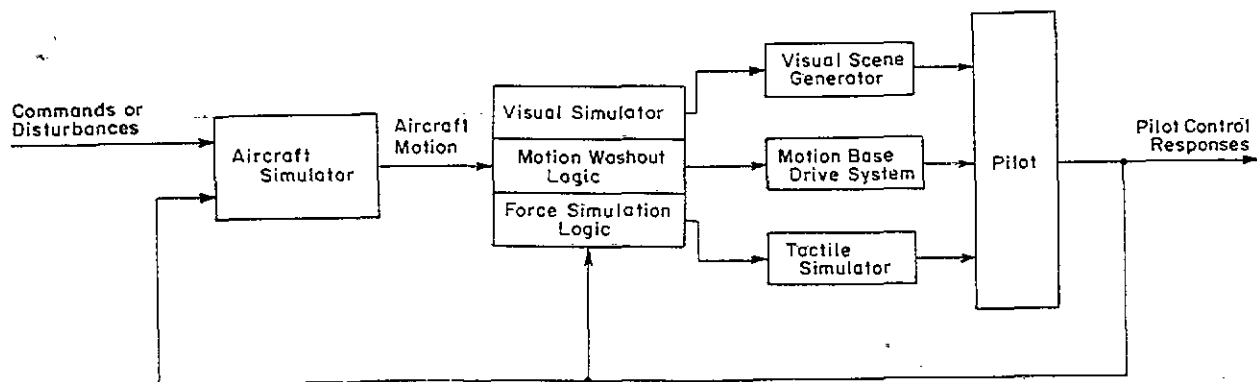 Commands or
Disturbances
Aircraft
Simulator
Aircraft
Motion
Visual Simulator
Motion Washout
Logic
Force Simulation
Logic
Visual Scene
Generator
Motion Base
Drive System
Tactile
Simulator
Pilot
Pilot Control
Responses